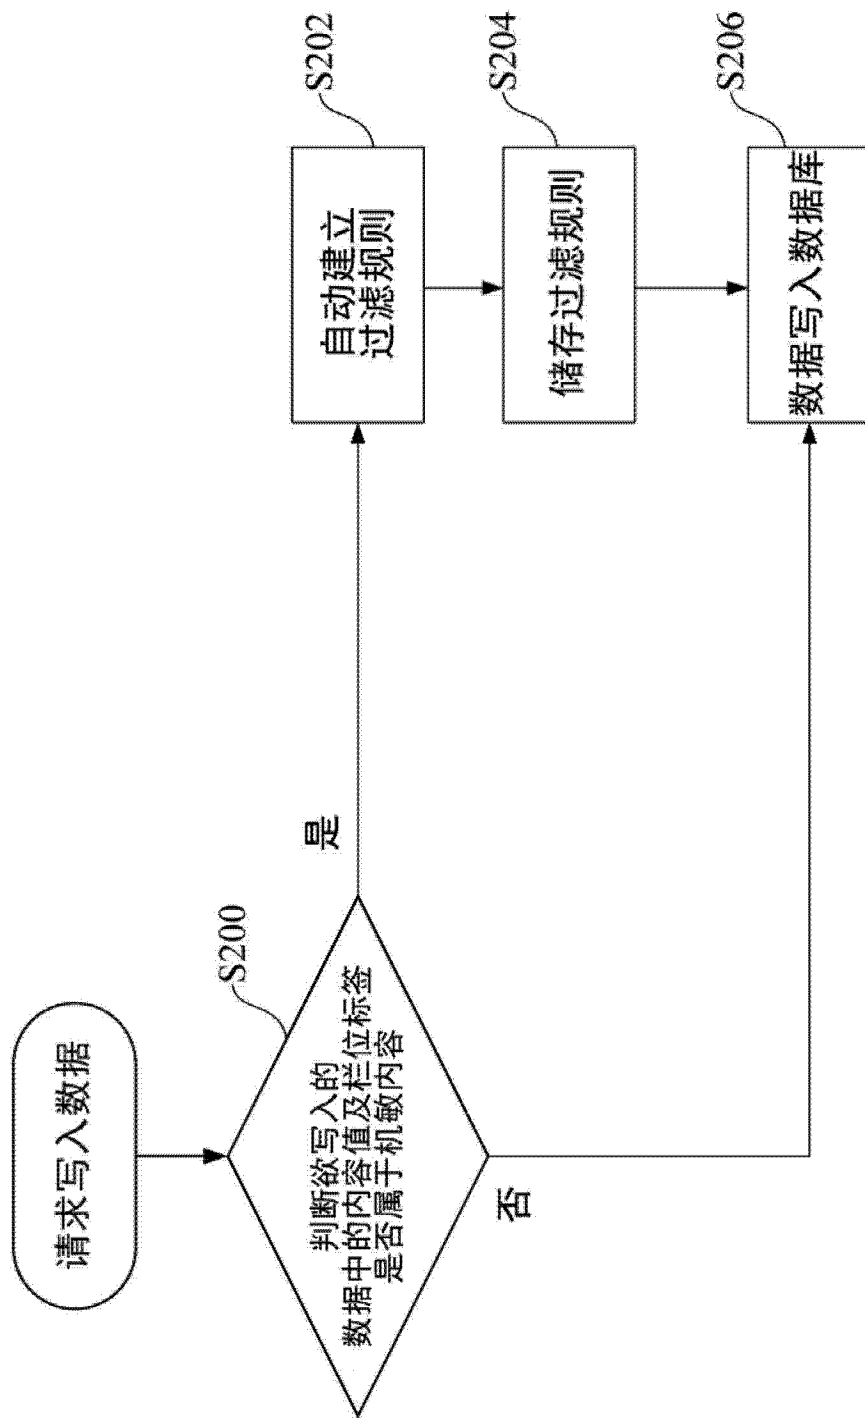 请求写入数据
S200
判断欲写入的
数据中的内容值及栏位标签
是否属于机敏内容
是
否
S202
自动建立
过滤规则
S204
储存过滤规则
S206
数据写入数据库